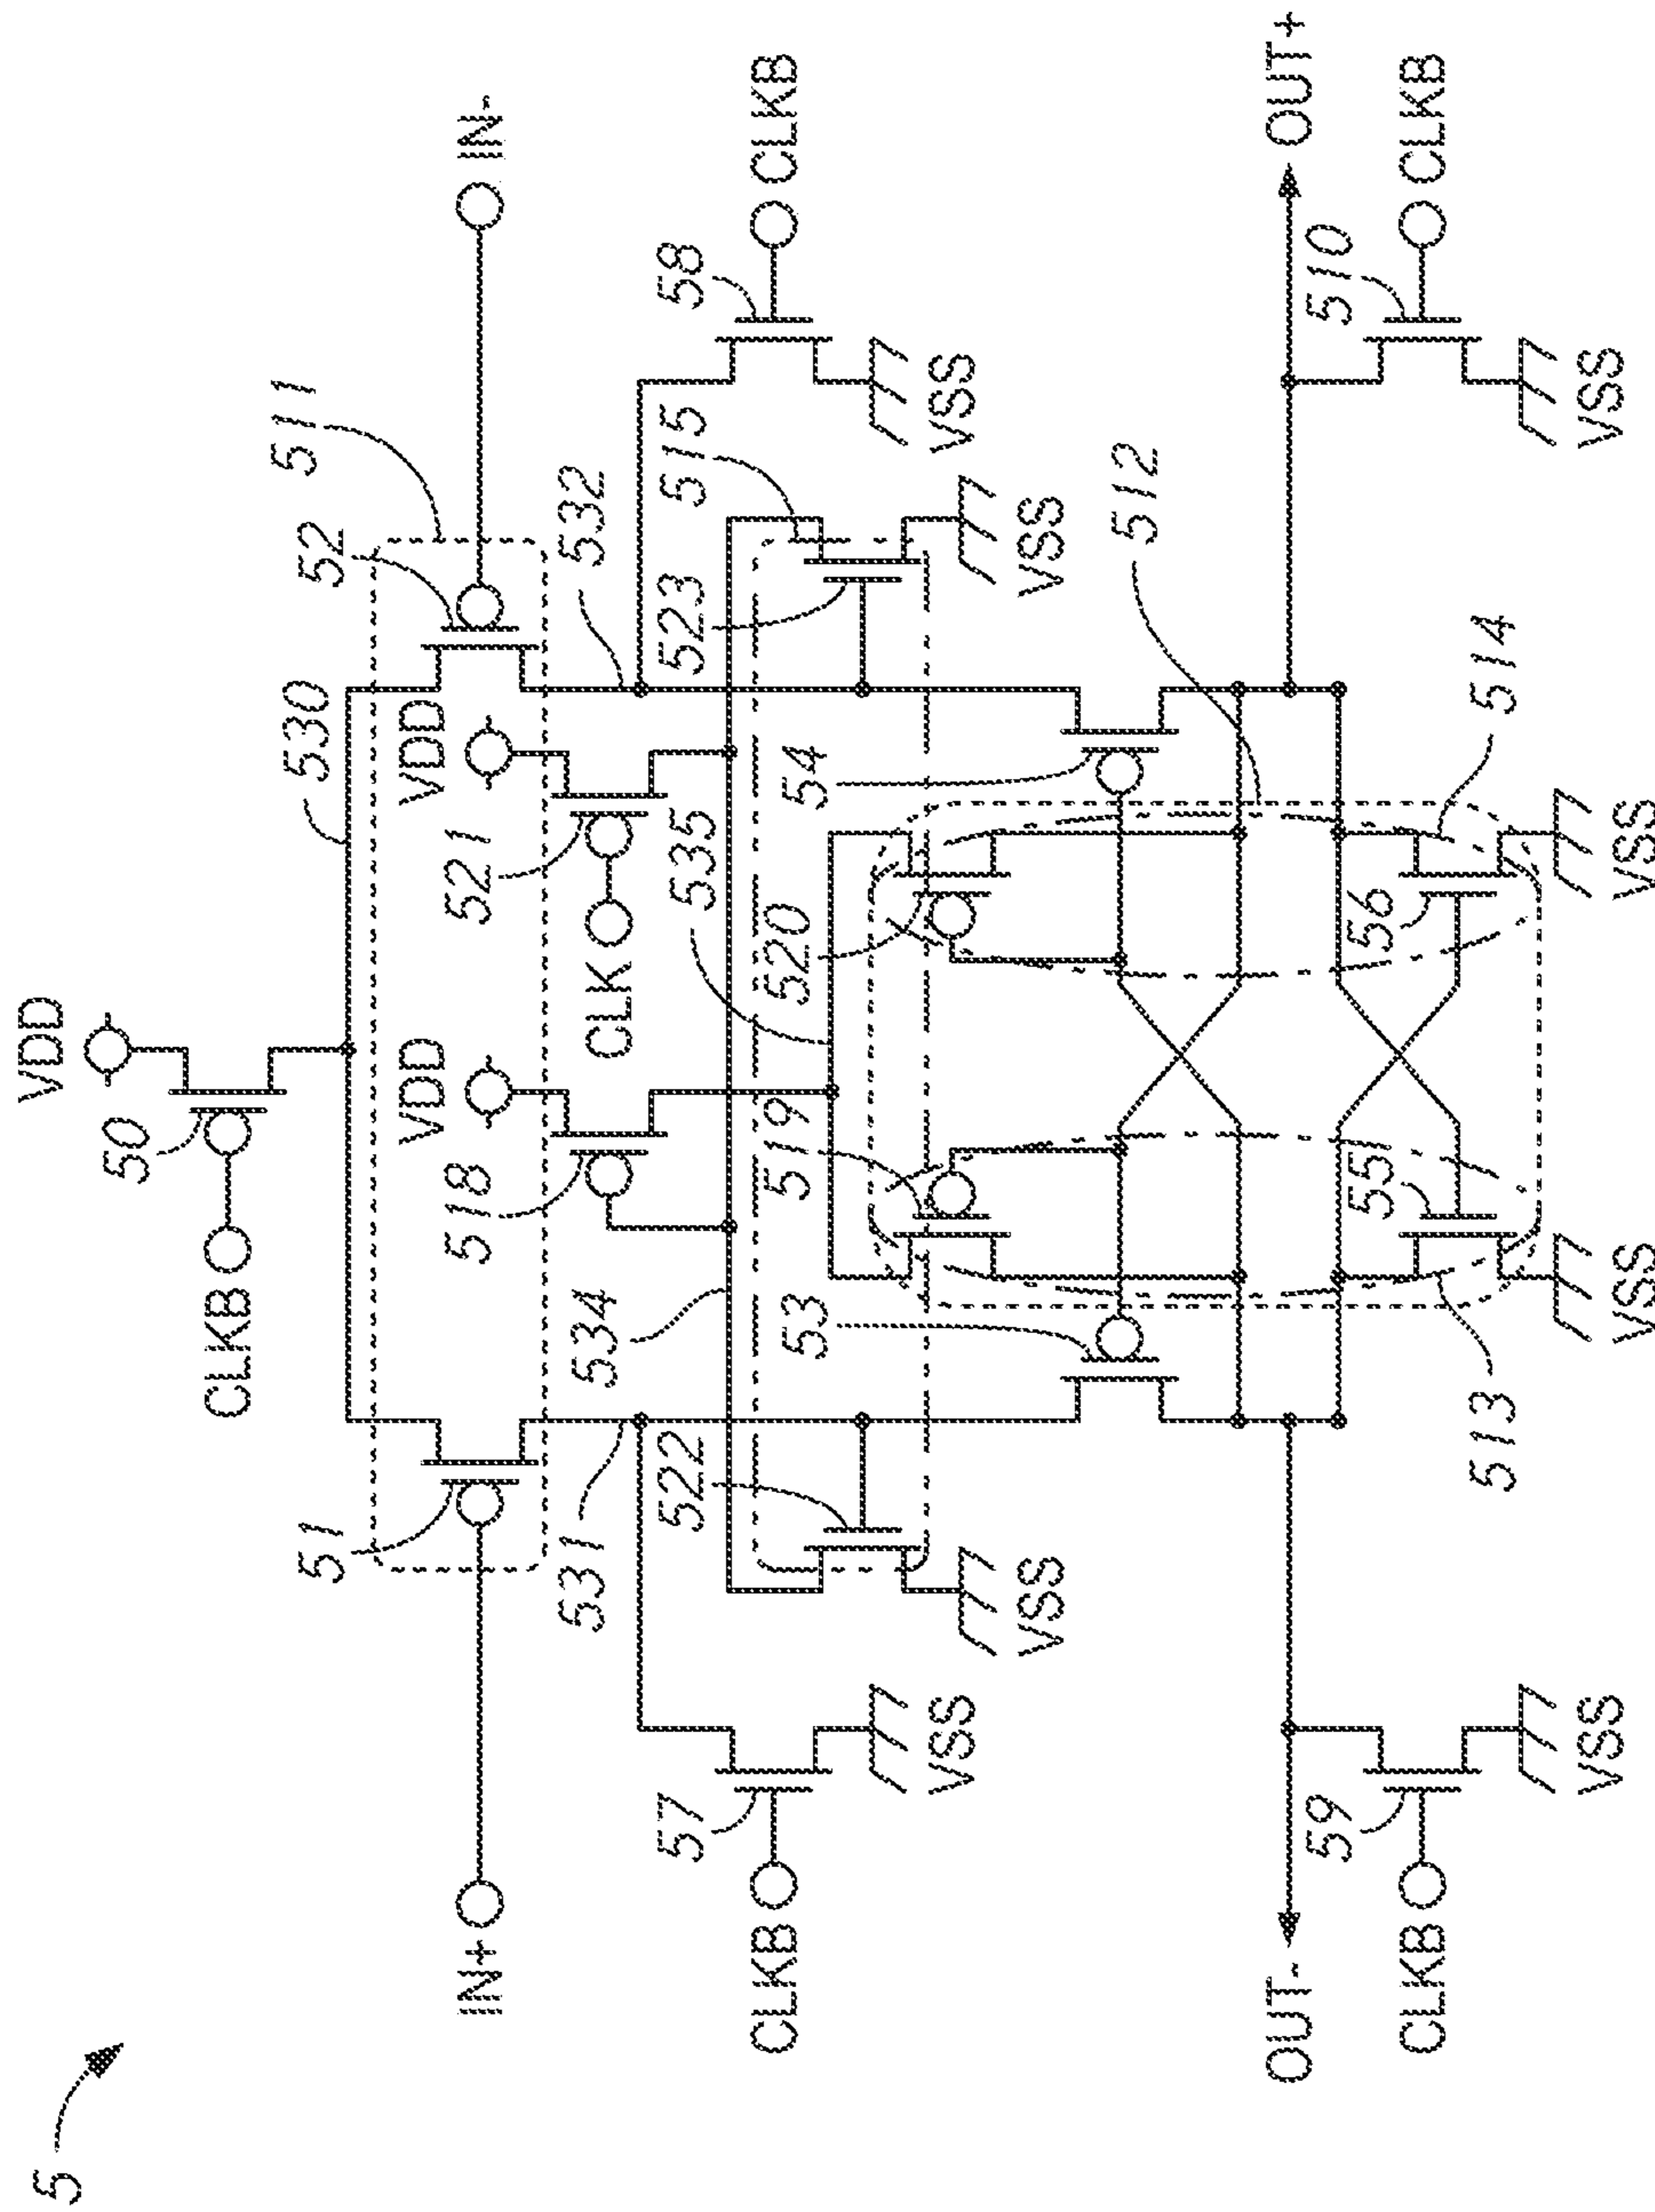 5
VDD
50
CLKB
530
511
51
52
IN+
IN-
VDD
VDD
518
521
CLK
531
534
532
57
522
535
523
515
58
CLKB
CLKB
VSS
VSS
519
520
VSS
VSS
53
54
512
OUT-
OUT+
59
55
56
510
CLKB
CLKB
513
514
VSS
VSS
VSS
VSS